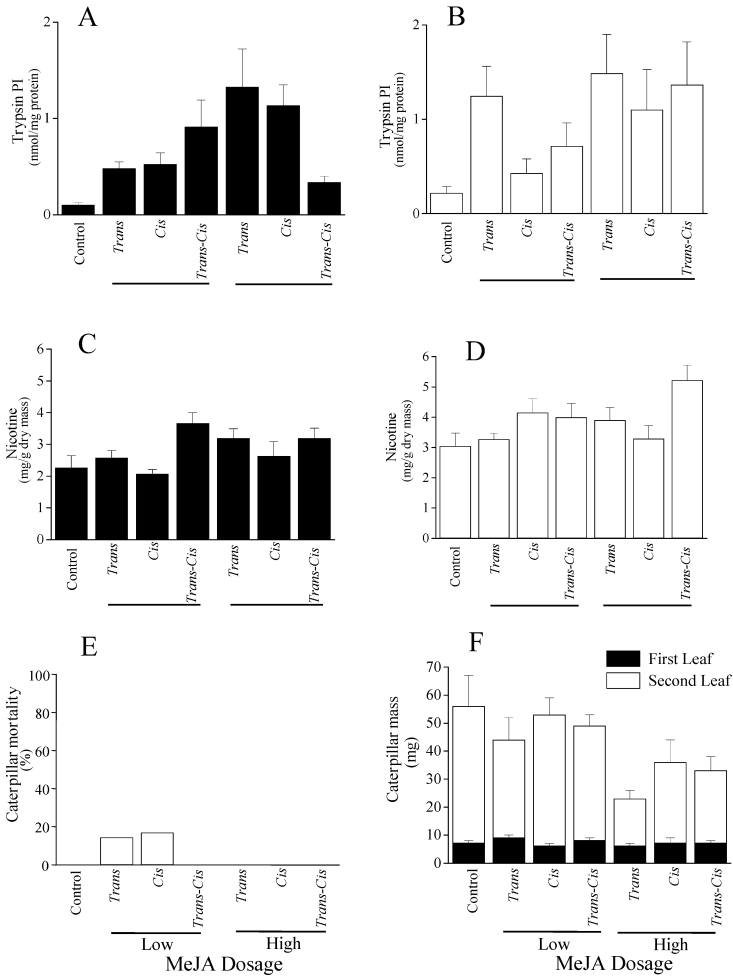 A
Trypsin PI
(nmol/mg protein)
2
1
0
Control
Trans
Cis
Trans-Cis
Trans
Cis
Trans-Cis
B
Trypsin PI
(nmol/mg protein)
2
1
0
Control
Trans
Cis
Trans-Cis
Trans
Cis
Trans-Cis
C
Nicotine
(mg/g dry mass)
6
5
4
3
2
1
0
Control
Trans
Cis
Trans-Cis
Trans
Cis
Trans-Cis
D
Nicotine
(mg/g dry mass)
6
5
4
3
2
1
0
Control
Trans
Cis
Trans-Cis
Trans
Cis
Trans-Cis
E
Caterpillar mortality
(%)
100
80
60
40
20
0
Control
Trans
Cis
Trans-Cis
Trans
Cis
Trans-Cis
Low
High
MeJA Dosage
F
First Leaf
Second Leaf
Caterpillar mass
(mg)
70
60
50
40
30
20
10
0
Control
Trans
Cis
Trans-Cis
Trans
Cis
Trans-Cis
Low
High
MeJA Dosage